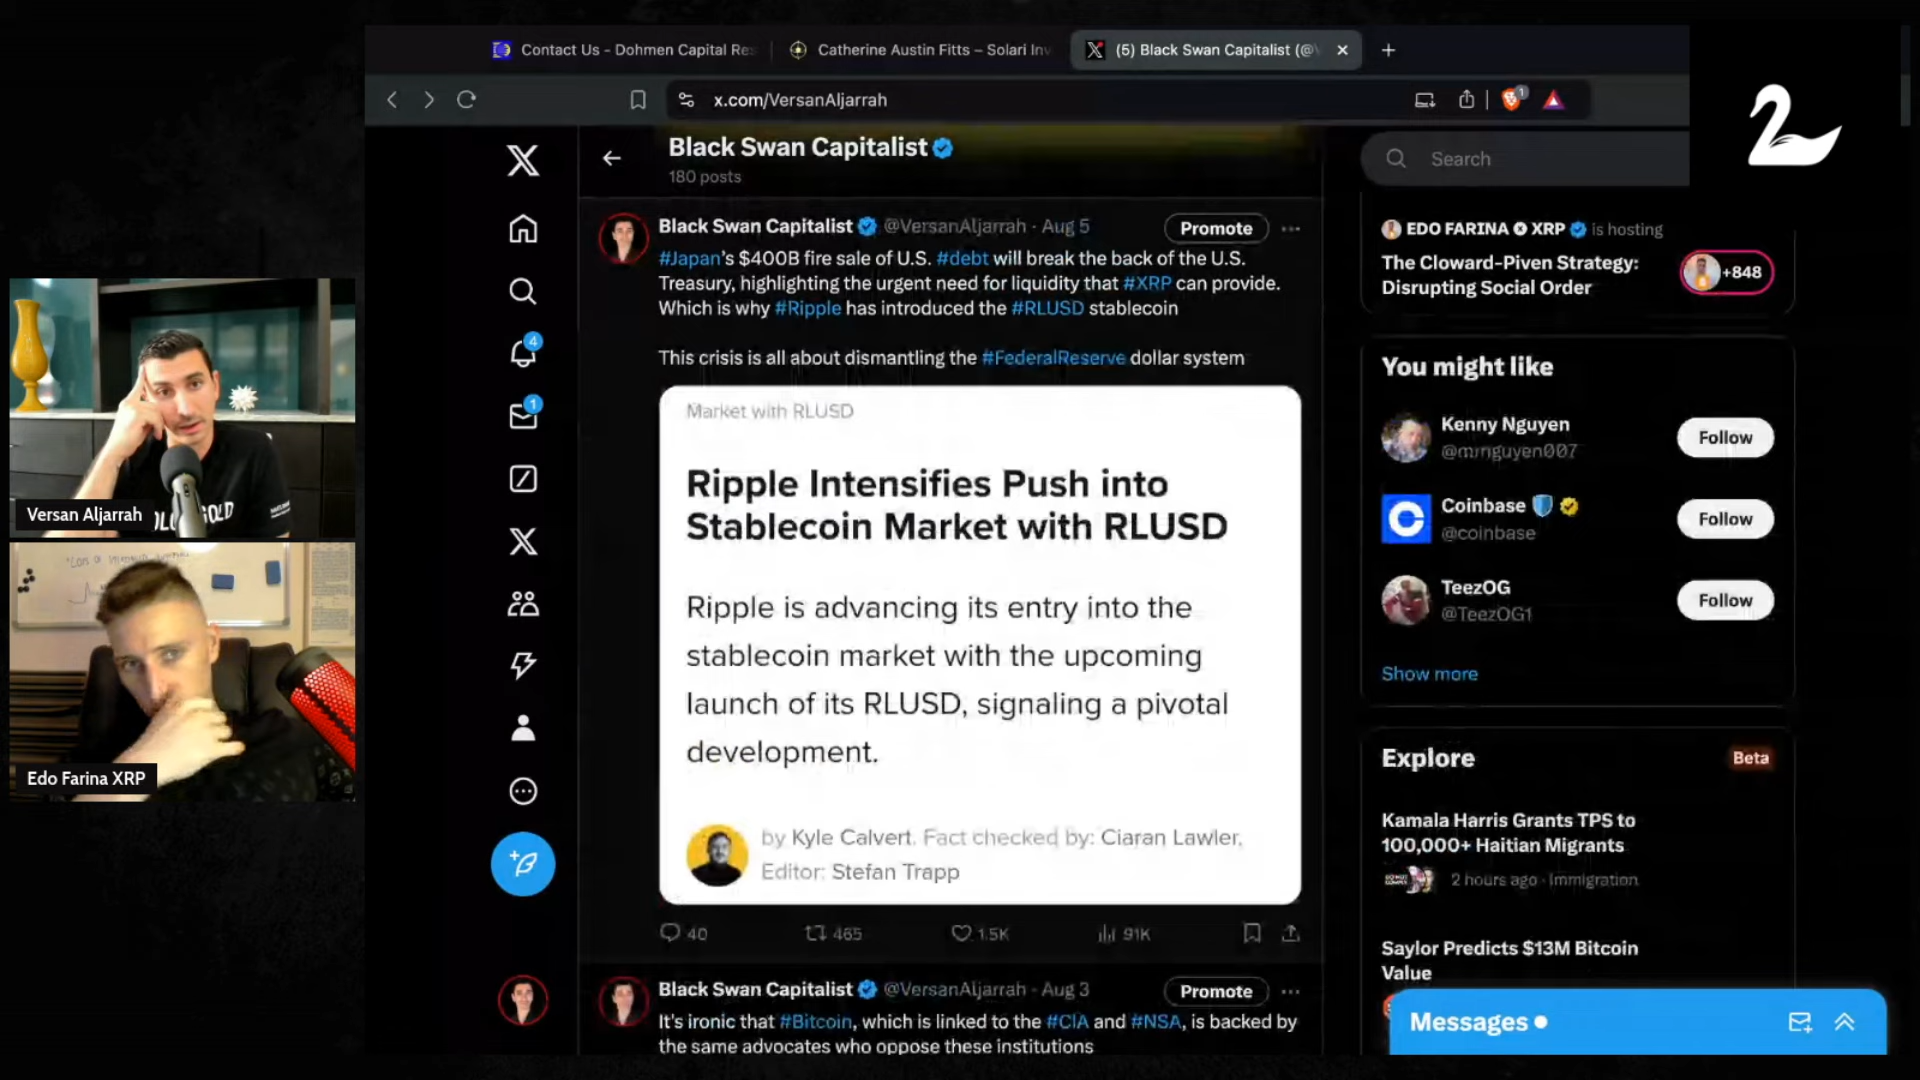 Contact Us - Dohmen Capital Res
Catherine Austin Fitts – Solari Inv
(5) Black Swan Capitalist (@V
x.com/VersanAljarrah
1
Black Swan Capitalist
180 posts
Search
Black Swan Capitalist @VersanAljarrah · Aug 5
Promote
#Japan's $400B fire sale of U.S. #debt will break the back of the U.S.
Treasury, highlighting the urgent need for liquidity that #XRP can provide.
Which is why #Ripple has introduced the #RLUSD stablecoin
This crisis is all about dismantling the #FederalReserve dollar system
Market with RLUSD
Ripple Intensifies Push into
Stablecoin Market with RLUSD
Ripple is advancing its entry into the
stablecoin market with the upcoming
launch of its RLUSD, signaling a pivotal
development.
by Kyle Calvert. Fact checked by: Ciaran Lawler,
Editor: Stefan Trapp
40
465
1.5K
91K
Black Swan Capitalist @VersanAljarrah · Aug 3
Promote
It's ironic that #Bitcoin, which is linked to the #CIA and #NSA, is backed by
the same advocates who oppose these institutions
4
1
EDO FARINA XRP is hosting
The Cloward-Piven Strategy:
Disrupting Social Order
+848
You might like
Kenny Nguyen
@mrnguyen007
Follow
Coinbase
@coinbase
Follow
TeezOG
@TeezOG1
Follow
Show more
Explore
Beta
Kamala Harris Grants TPS to
100,000+ Haitian Migrants
2 hours ago · Immigration
Saylor Predicts $13M Bitcoin
Value
Messages
Versan Aljarrah
Edo Farina XRP